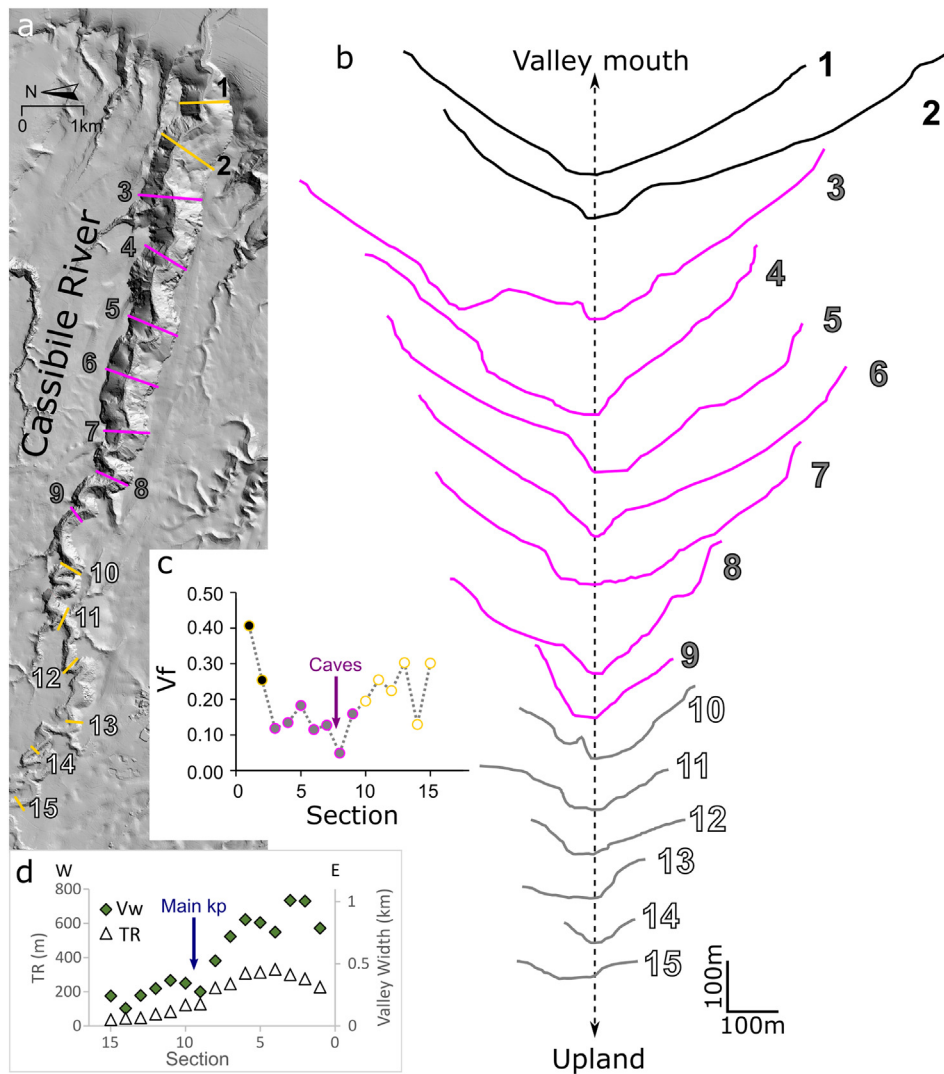 a
N
0 1km
Cassibile River
1
2
3
4
5
6
7
8
9
10
11
12
13
14
15
b
Valley mouth
1
2
3
4
5
6
7
8
9
10
11
12
13
14
15
Upland
100m
100m
c
Vf
0.50
0.40
0.30
0.20
0.10
0.00
Caves
0 5 10 15
Section
d
W E
TR (m)
800
600
400
200
0
Vw
TR
Main kp
1
0.5
0
Valley Width (km)
15 10 5 0
Section